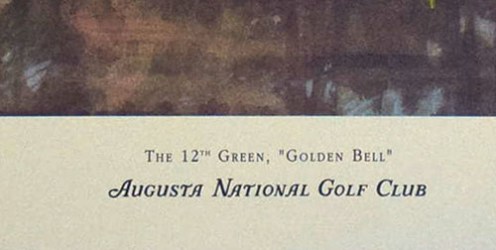 The 12th Green, "Golden Bell"
Augusta National Golf Club